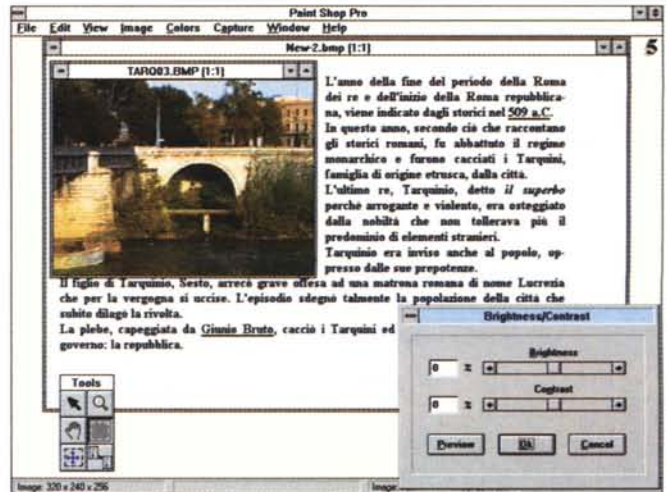 Paint Shop Pro
File Edit View Image Colors Capture Window Help
5
New-2.bmp [1:1]
TARQ03.BMP [1:1]
L'anno della fine del periodo della Roma
dei re e dell'inizio della Roma repubblica-
na, viene indicato dagli storici nel 509 a.C.
In questo anno, secondo ciò che raccontano
gli storici romani, fu abbattuto il regime
monarchico e furono cacciati i Tarquini,
famiglia di origine etrusca, dalla città.
L'ultimo re, Tarquinio, detto il superbo
perchè arrogante e violento, era osteggiato
dalla nobiltà che non tollerava più il
predominio di elementi stranieri.
Tarquinio era inviso anche al popolo, op-
presso dalle sue prepotenze.
Il figlio di Tarquinio, Sesto, arrecò grave offesa ad una matrona romana di nome Lucrezia
che per la vergogna si uccise. L'episodio sdegnò talmente la popolazione della città che
subito dilagò la rivolta.
La plebe, capeggiata da Giunio Bruto, cacciò i Tarquini ed
governo: la repubblica.
Brightness/Contrast
Brightness
0 %
Contrast
0 %
Preview Ok Cancel
Tools
Image: 320 x 240 x 256
Image: